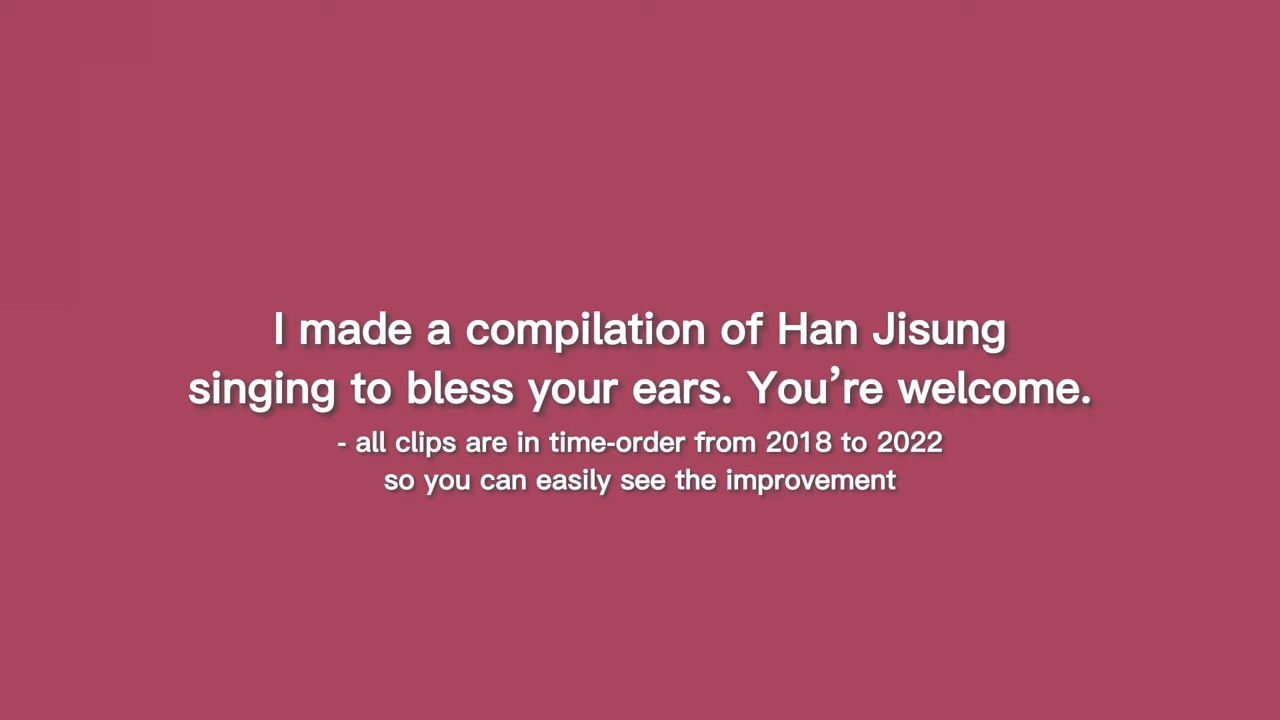 I made a compilation of Han Jisung
singing to bless your ears. You’re welcome.
- all clips are in time-order from 2018 to 2022
so you can easily see the improvement